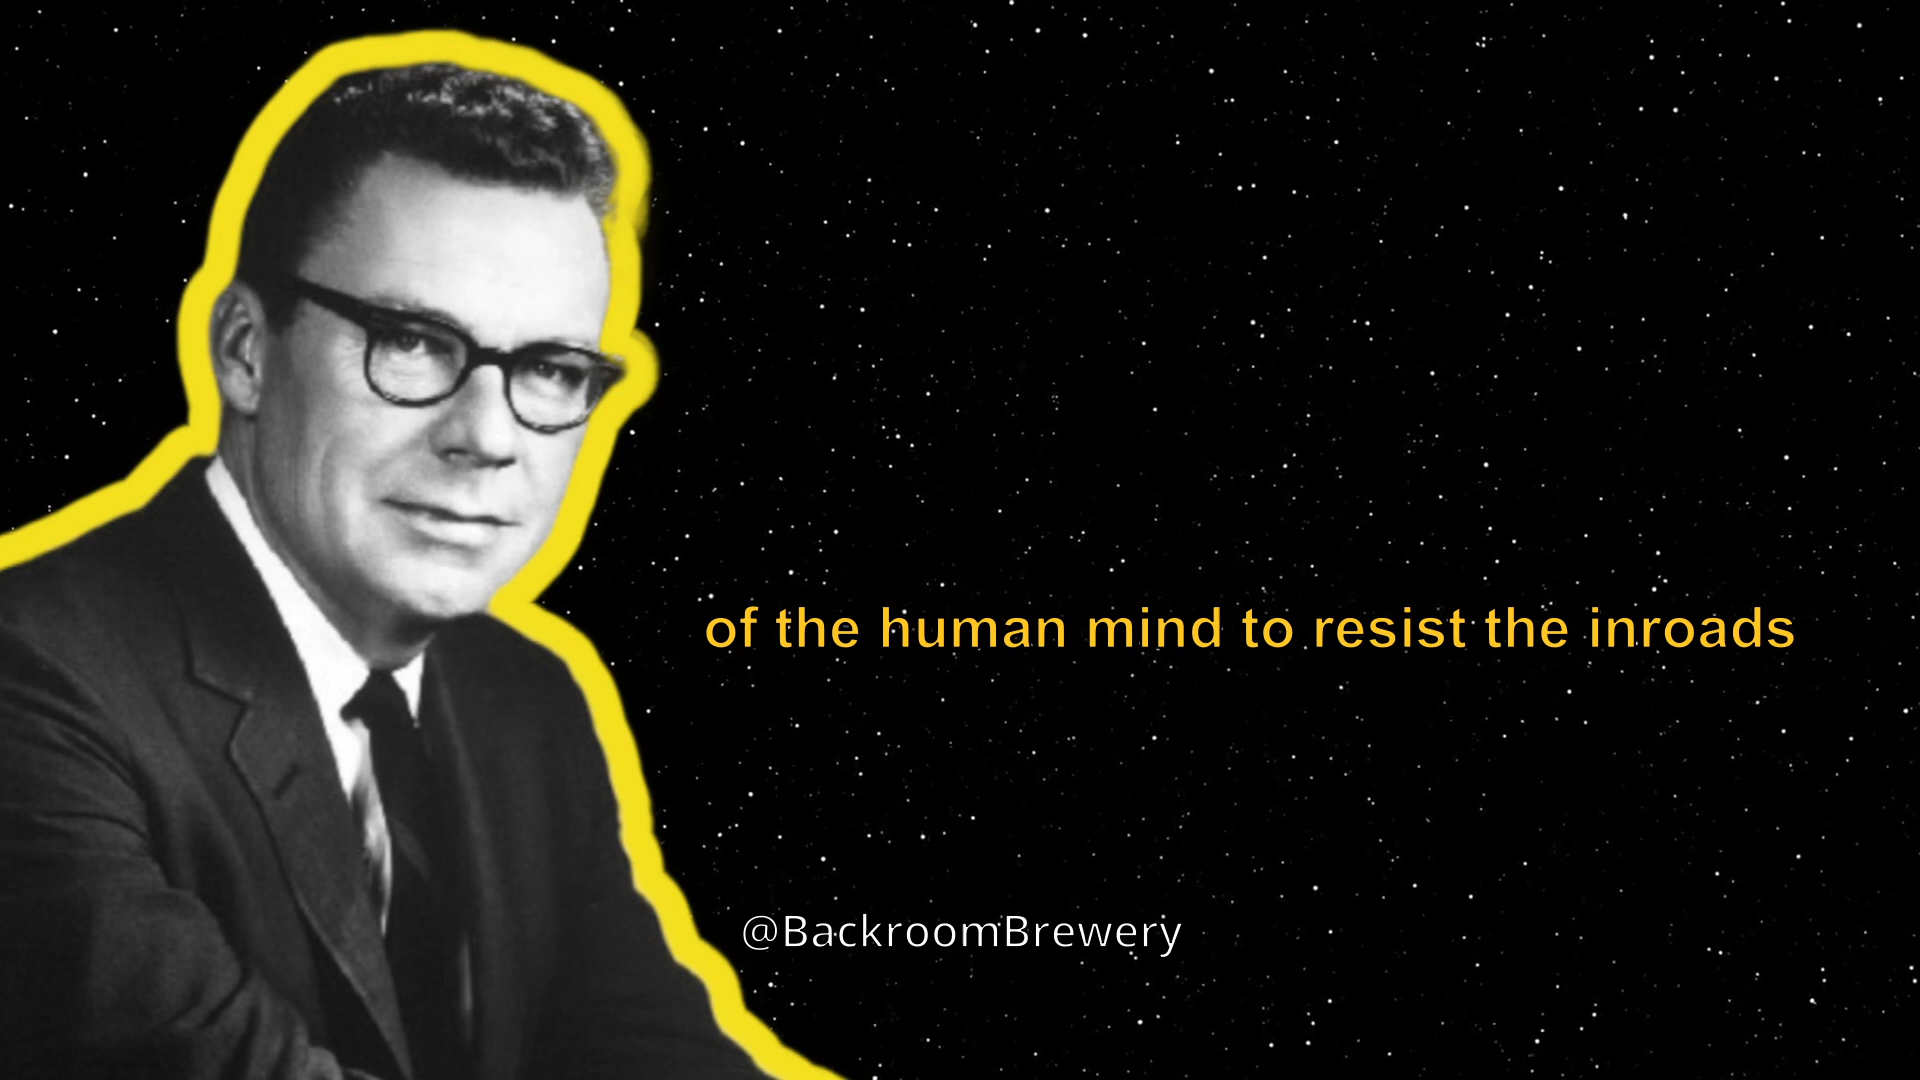 of the human mind to resist the inroads
@BackroomBrewery